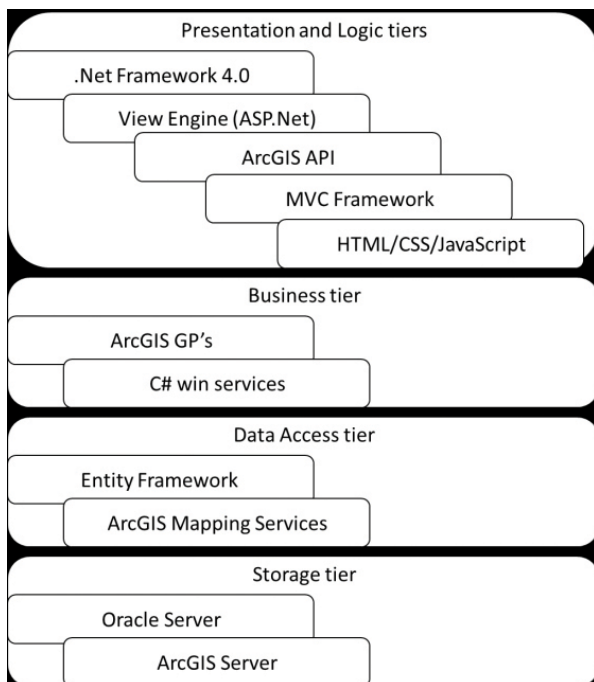 Presentation and Logic tiers
.Net Framework 4.0
View Engine (ASP.Net)
ArcGIS API
MVC Framework
HTML/CSS/JavaScript
Business tier
ArcGIS GP's
C# win services
Data Access tier
Entity Framework
ArcGIS Mapping Services
Storage tier
Oracle Server
ArcGIS Server